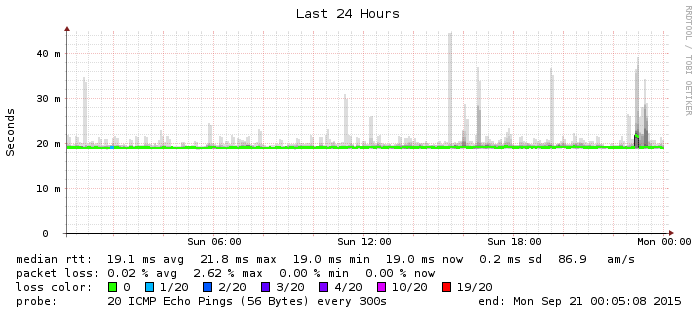 Last 24 Hours
RRDTOOL / TOBI OETIKER
Seconds
40 m
30 m
20 m
10 m
0
Sun 06:00 Sun 12:00 Sun 18:00 Mon 00:00
median rtt: 19.1 ms avg 21.8 ms max 19.0 ms min 19.0 ms now 0.2 ms sd 86.9 am/s
packet loss: 0.02 % avg 2.62 % max 0.00 % min 0.00 % now
loss color: 0 1/20 2/20 3/20 4/20 10/20 19/20
probe: 20 ICMP Echo Pings (56 Bytes) every 300s end: Mon Sep 21 00:05:08 2015